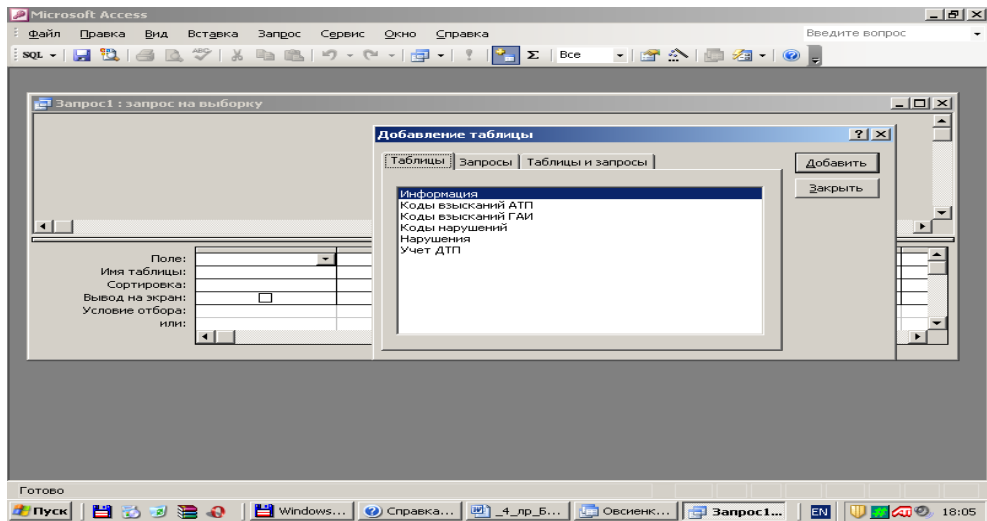 Microsoft Access
Файл Правка Вид Вставка Запрос Сервис Окно Справка Введите вопрос
SQL Σ Все
Запрос1 : запрос на выборку
Добавление таблицы
Таблицы Запросы Таблицы и запросы
Добавить
Закрыть
Информация
Коды взысканий АТП
Коды взысканий ГАИ
Коды нарушений
Нарушения
Учет ДТП
Поле:
Имя таблицы:
Сортировка:
Вывод на экран:
Условие отбора:
или:
Готово
Пуск Windows... Справка... _4_лр_Б... Овсиенк... Запрос1... EN 18:05